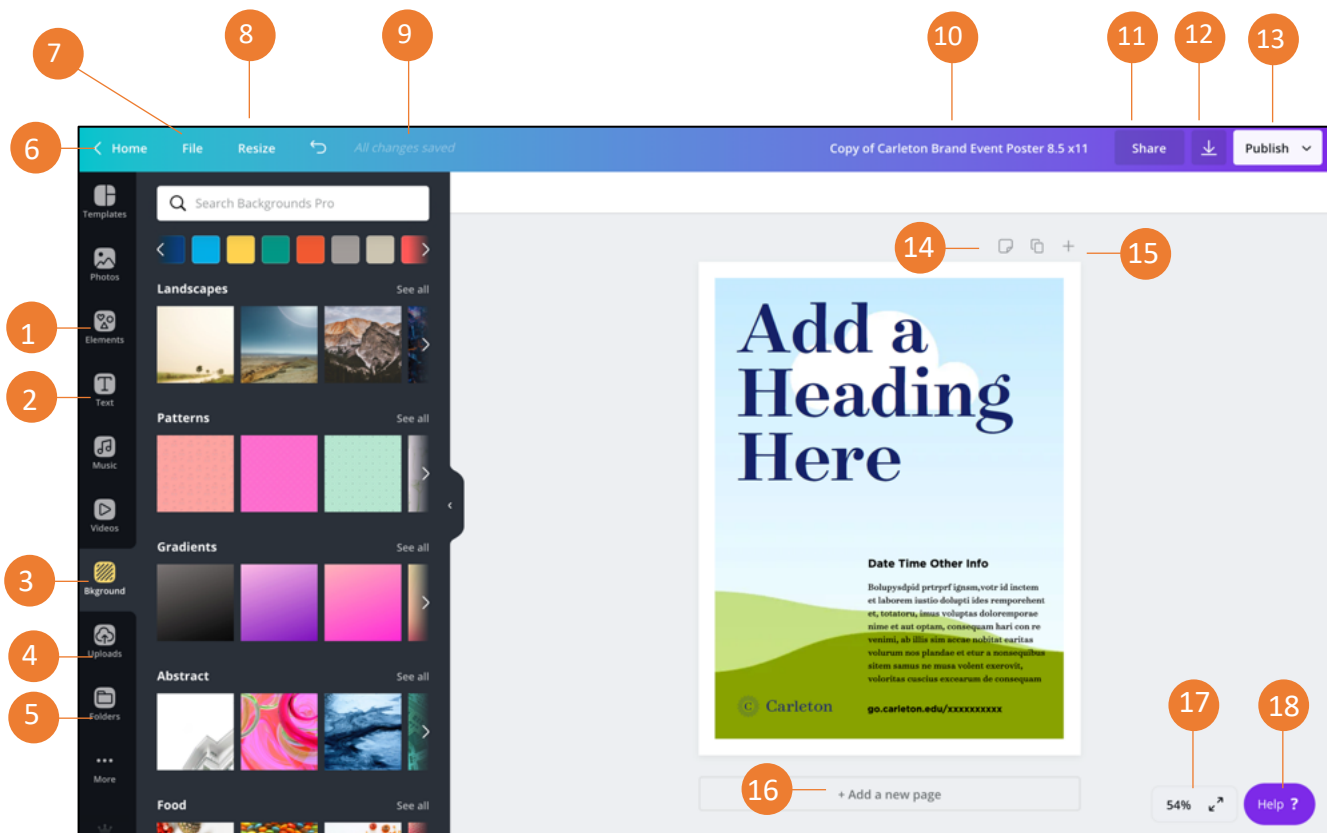 8
9
10
11
12
13
7
6
Home
File
Resize
All changes saved
Copy of Carleton Brand Event Poster 8.5 x11
Share
Publish
Templates
Photos
1
Elements
2
Text
Music
Videos
3
Bkground
4
Uploads
5
Folders
More
Search Backgrounds Pro
Landscapes See all
Patterns See all
Gradients See all
Abstract See all
Food See all
14
15
Add a
Heading
Here
Date Time Other Info
Bolupysdpid prtrprf ignam,votr id inctem
et laborem iustio dolupti ides remporehent
et, totatoru, imus voluptas doloremporae
nime et aut optam, consequam hari con re
venimi, ab illis sim accae nobitat earitas
volurum nos plandae et etur a nonsequibus
sitem samus ne musa volent exerovit,
voloritas cuscius excearum de consequam
C Carleton
go.carleton.edu/xxxxxxxxxx
16
+ Add a new page
17
54%
18
Help ?